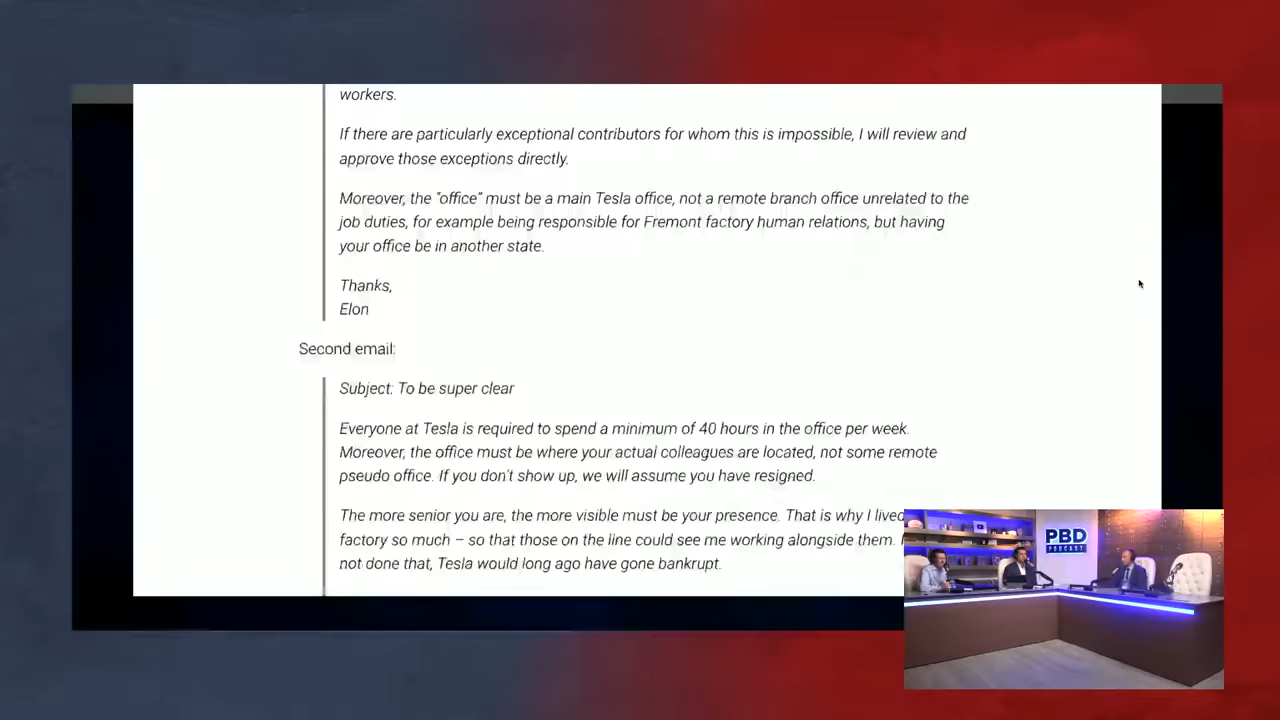 workers.
If there are particularly exceptional contributors for whom this is impossible, I will review and
approve those exceptions directly.
Moreover, the "office" must be a main Tesla office, not a remote branch office unrelated to the
job duties, for example being responsible for Fremont factory human relations, but having
your office be in another state.
Thanks,
Elon
Second email:
Subject: To be super clear
Everyone at Tesla is required to spend a minimum of 40 hours in the office per week.
Moreover, the office must be where your actual colleagues are located, not some remote
pseudo office. If you don't show up, we will assume you have resigned.
The more senior you are, the more visible must be your presence. That is why I lived
factory so much – so that those on the line could see me working alongside them.
not done that, Tesla would long ago have gone bankrupt.
PBD
PODCAST